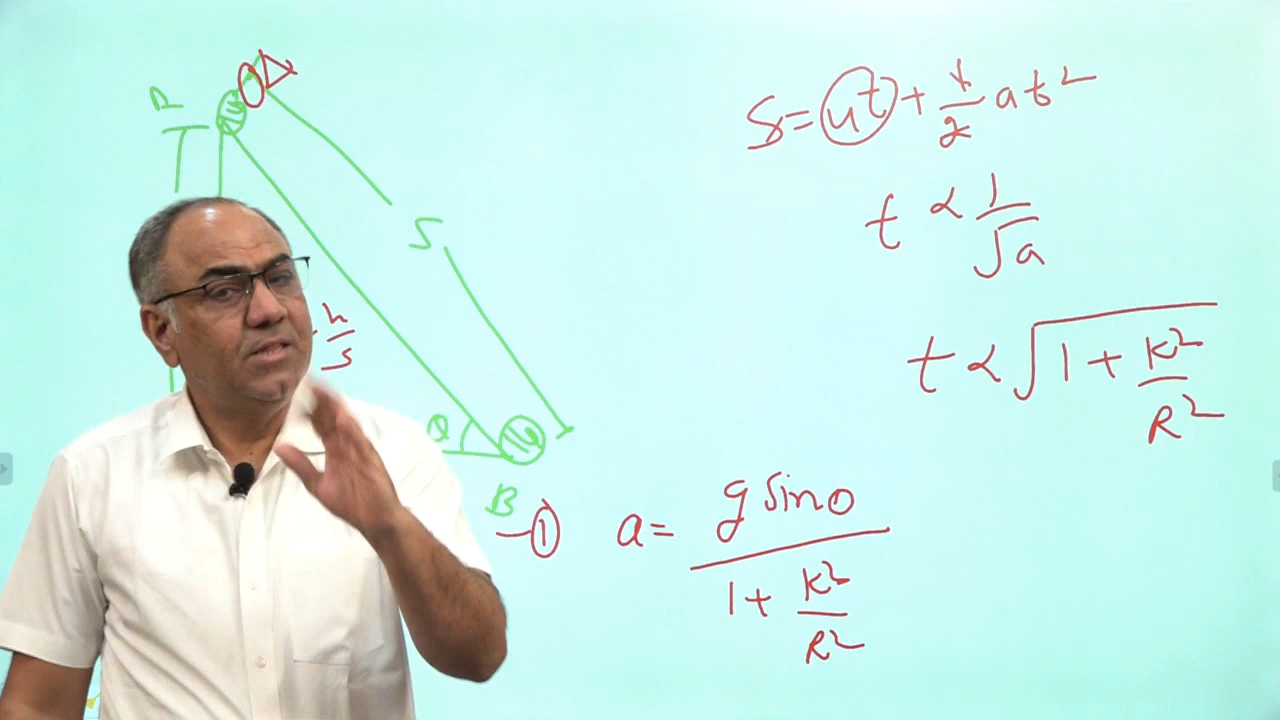 A
S
h/s
θ
B
-①
S = ut + 1/2 at²
t ∝ 1/√a
t ∝ √(1 + K²/R²)
a = g sinθ / (1 + K²/R²)